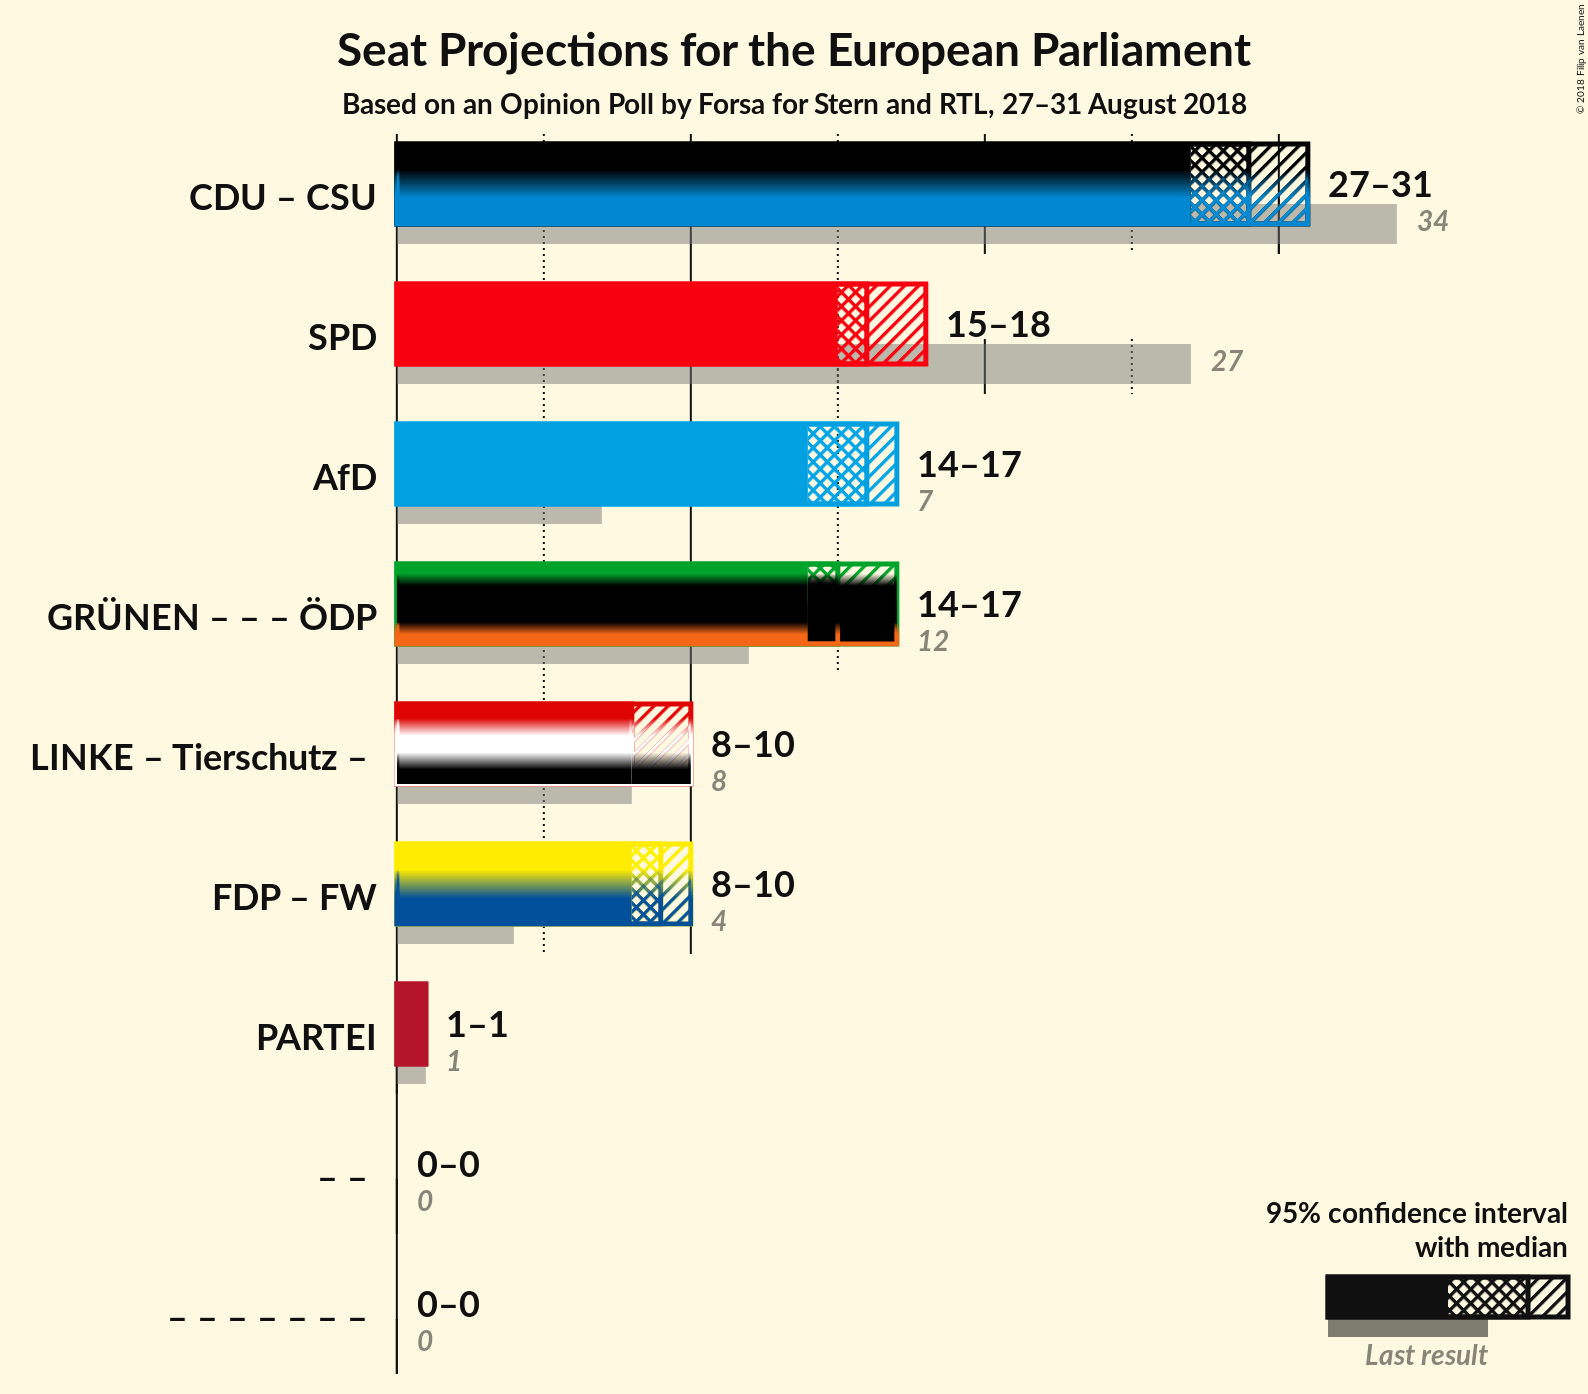 Seat Projections for the European Parliament
Based on an Opinion Poll by Forsa for Stern and RTL, 27–31 August 2018
© 2018 Filip van Laenen
CDU – CSU
27–31
34
SPD
15–18
27
AfD
14–17
7
GRÜNEN – – – ÖDP
14–17
12
LINKE – Tierschutz –
8–10
8
FDP – FW
8–10
4
PARTEI
1–1
1
– –
0–0
0
– – – – – – –
0–0
0
95% confidence interval
with median
Last result